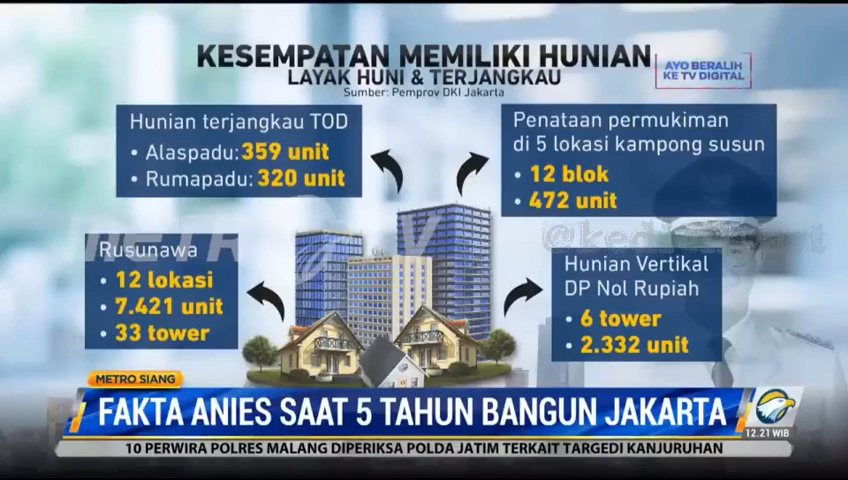 KESEMPATAN MEMILIKI HUNIAN
LAYAK HUNI & TERJANGKAU
Sumber: Pemprov DKI Jakarta
AYO BERALIH
KE TV DIGITAL
Hunian terjangkau TOD
• Alaspadu: 359 unit
• Rumapadu: 320 unit
Penataan permukiman
di 5 lokasi kampong susun
• 12 blok
• 472 unit
Rusunawa
• 12 lokasi
• 7.421 unit
• 33 tower
Hunian Vertikal
DP Nol Rupiah
• 6 tower
• 2.332 unit
METRO SIANG
FAKTA ANIES SAAT 5 TAHUN BANGUN JAKARTA
12.21 WIB
10 PERWIRA POLRES MALANG DIPERIKSA POLDA JATIM TERKAIT TARGEDI KANJURUHAN